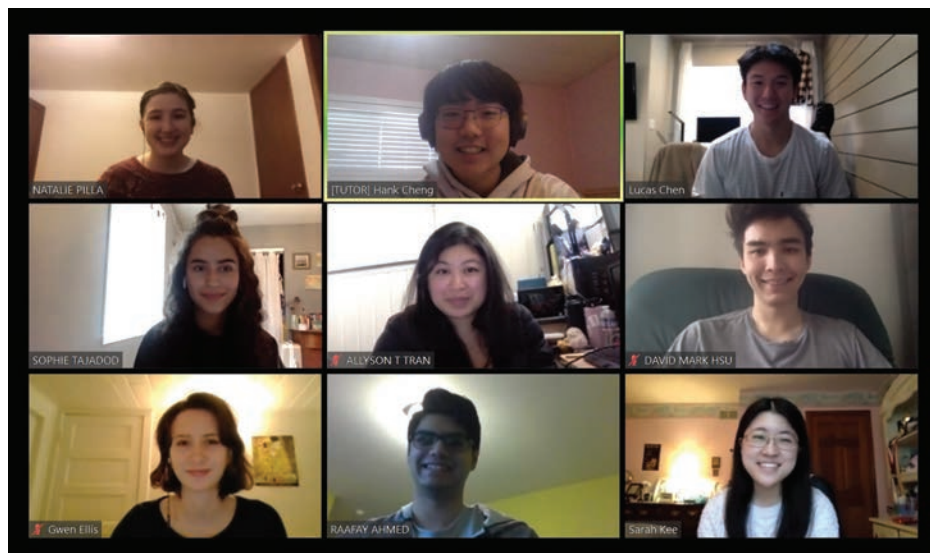 NATALIE PILLA
[TUTOR] Hank Cheng
Lucas Chen
SOPHIE TAJADOD
ALLYSON T TRAN
DAVID MARK HSU
Gwen Ellis
RAAFAY AHMED
Sarah Kee